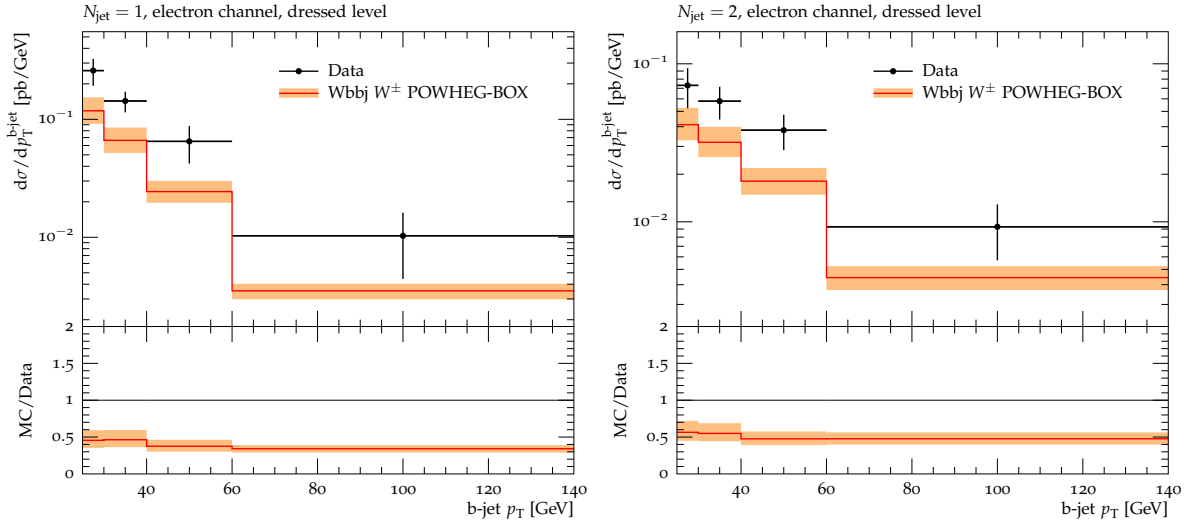 N_jet = 1, electron channel, dressed level
dσ/dp_T^b-jet [pb/GeV]
Data
Wbbj W^± POWHEG-BOX
10^−1
10^−2
MC/Data
2
1.5
1
0.5
0
40 60 80 100 120 140
b-jet p_T [GeV]
N_jet = 2, electron channel, dressed level
dσ/dp_T^b-jet [pb/GeV]
10^−1
Data
Wbbj W^± POWHEG-BOX
10^−2
MC/Data
2
1.5
1
0.5
0
40 60 80 100 120 140
b-jet p_T [GeV]